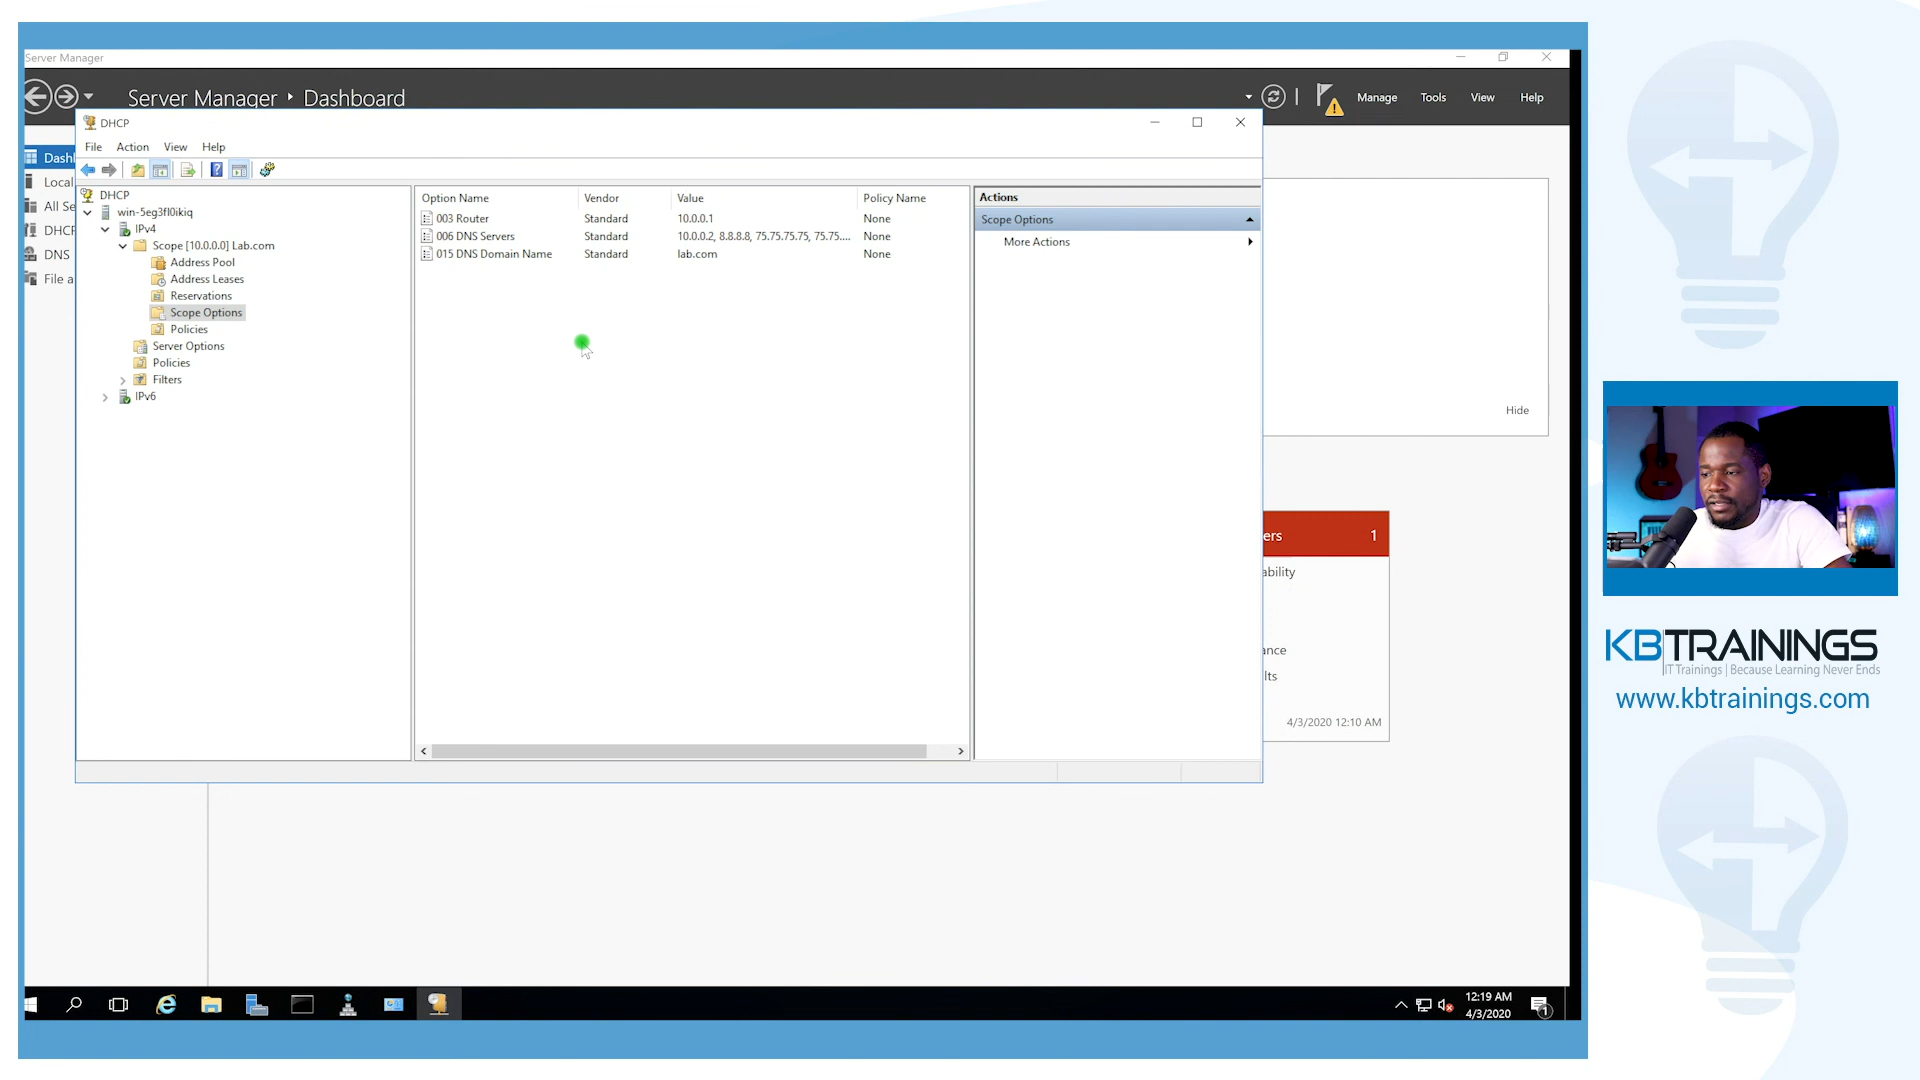 Server Manager
Server Manager ‣ Dashboard
Manage Tools View Help
DHCP
File Action View Help
Dashl
Local
All Se
DHCP
DNS
File a
DHCP
win-5eg3fl0ikiq
IPv4
Scope [10.0.0.0] Lab.com
Address Pool
Address Leases
Reservations
Scope Options
Policies
Server Options
Policies
Filters
IPv6
Option Name Vendor Value Policy Name
003 Router Standard 10.0.0.1 None
006 DNS Servers Standard 10.0.0.2, 8.8.8.8, 75.75.75.75, 75.75.... None
015 DNS Domain Name Standard lab.com None
Actions
Scope Options
More Actions
Hide
ers 1
ability
ance
lts
4/3/2020 12:10 AM
12:19 AM
4/3/2020
1
KBTRAININGS
IT Trainings | Because Learning Never Ends
www.kbtrainings.com